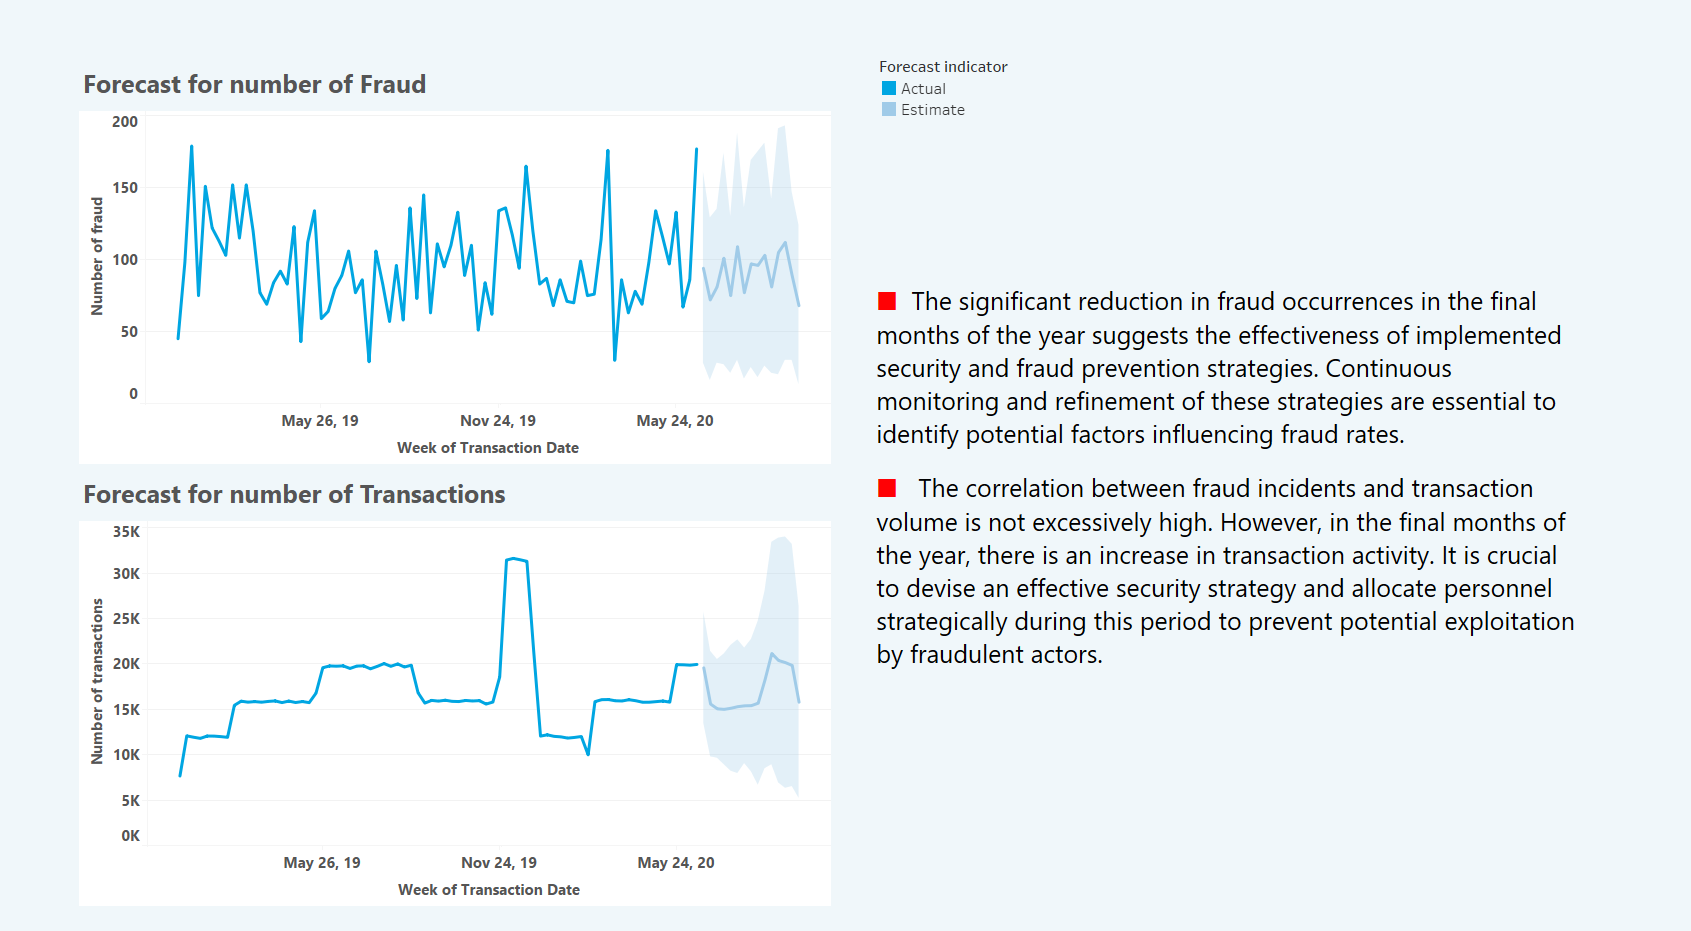 Forecast for number of Fraud
200
150
100
50
0
Number of fraud
May 26, 19
Nov 24, 19
May 24, 20
Week of Transaction Date
Forecast for number of Transactions
35K
30K
25K
20K
15K
10K
5K
0K
Number of transactions
May 26, 19
Nov 24, 19
May 24, 20
Week of Transaction Date
Forecast indicator
Actual
Estimate
The significant reduction in fraud occurrences in the final
months of the year suggests the effectiveness of implemented
security and fraud prevention strategies. Continuous
monitoring and refinement of these strategies are essential to
identify potential factors influencing fraud rates.
The correlation between fraud incidents and transaction
volume is not excessively high. However, in the final months of
the year, there is an increase in transaction activity. It is crucial
to devise an effective security strategy and allocate personnel
strategically during this period to prevent potential exploitation
by fraudulent actors.